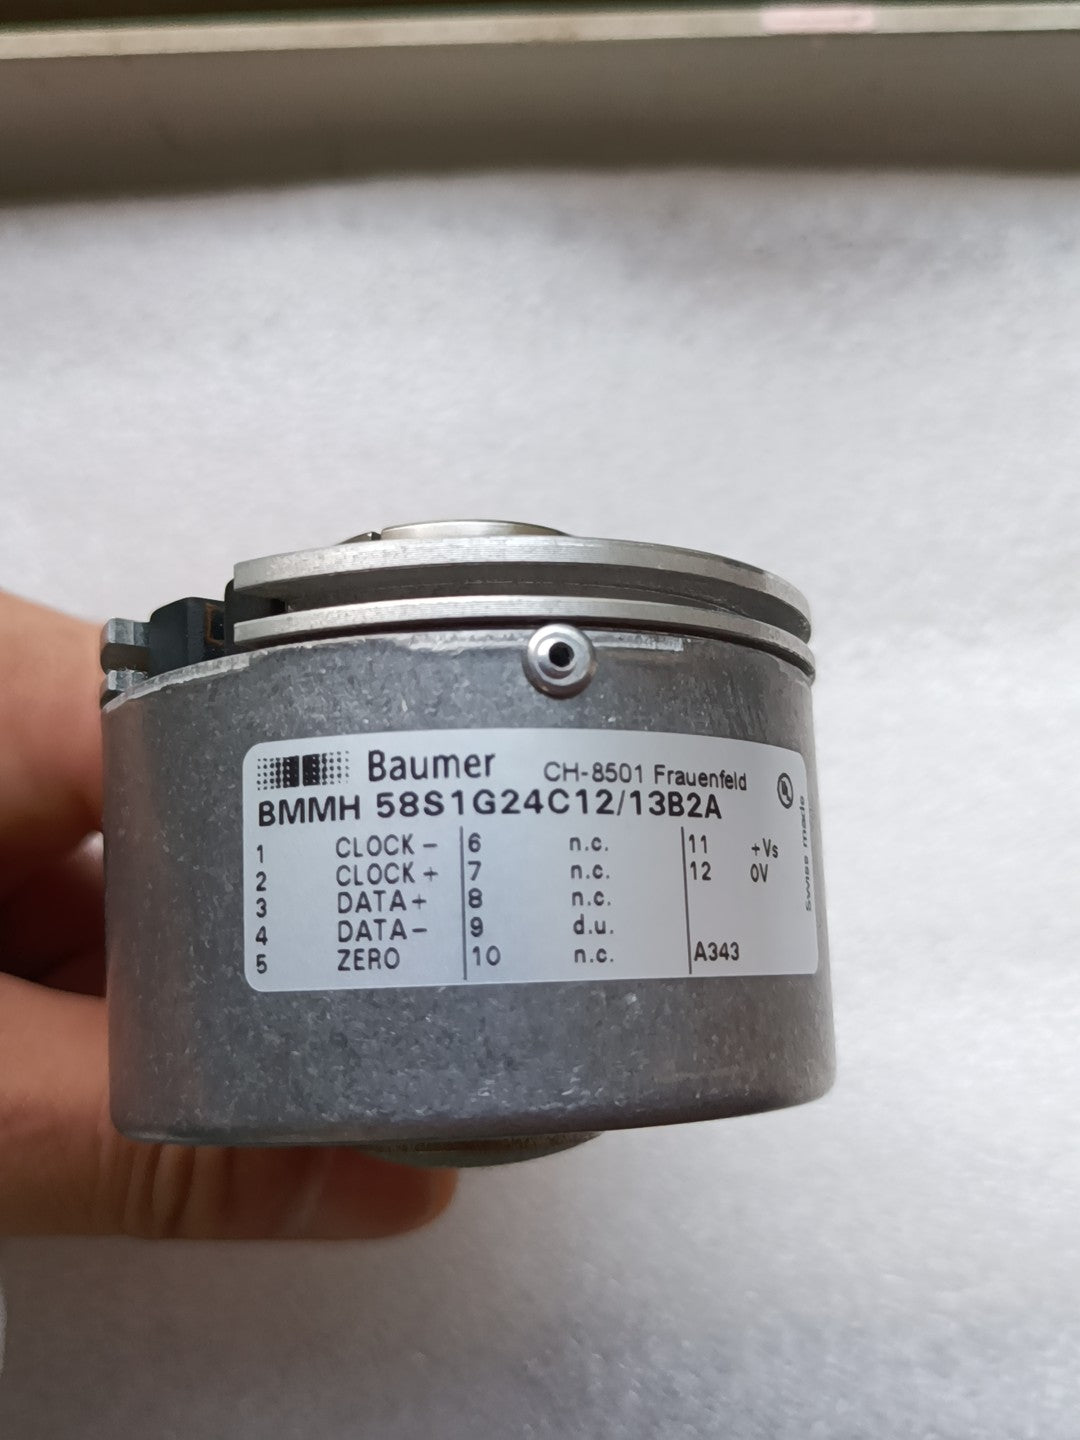 Baumer CH-8501 Frauenfeld
BMMH 58S1G24C12/13B2A
1 CLOCK - 6 n.c. 11 +Vs
2 CLOCK + 7 n.c. 12 0V
3 DATA+ 8 n.c.
4 DATA- 9 d.u.
5 ZERO 10 n.c. A343
Swiss made